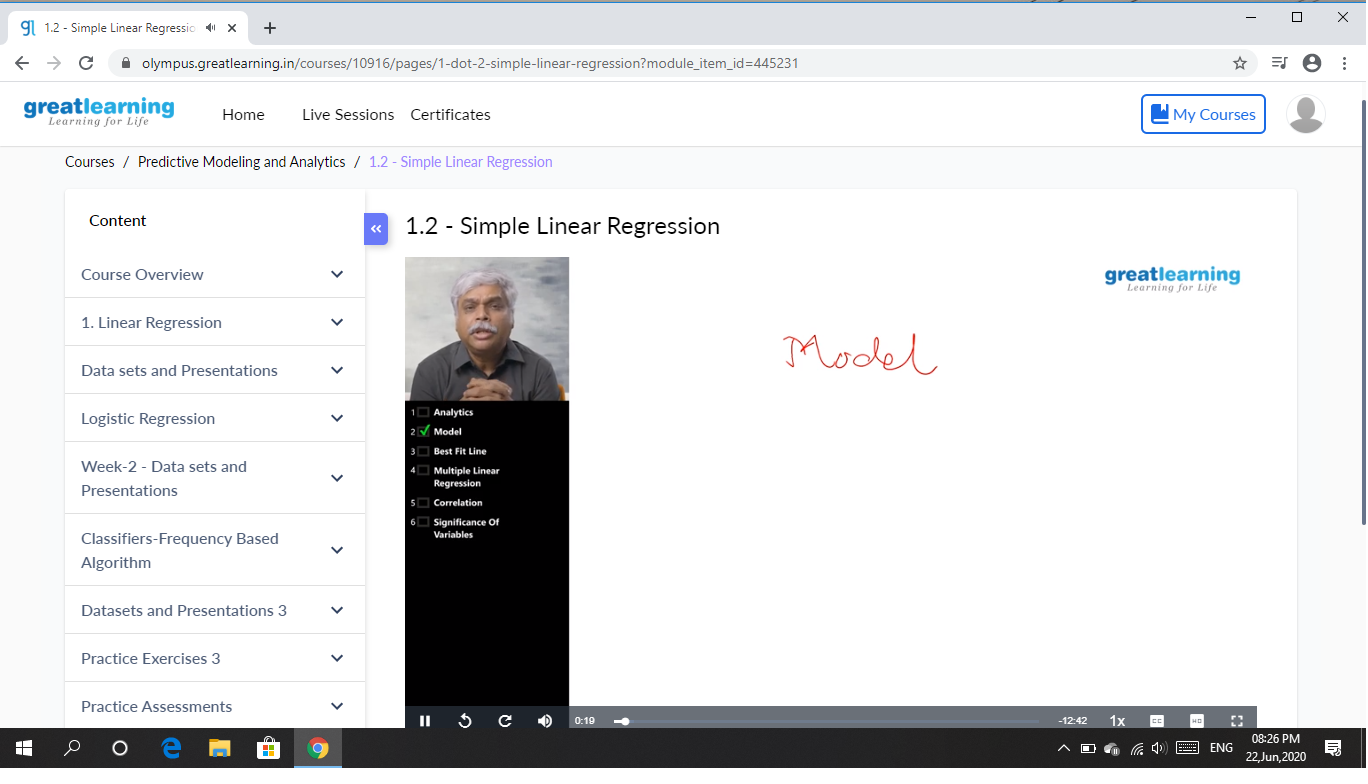 1.2 - Simple Linear Regressic
olympus.greatlearning.in/courses/10916/pages/1-dot-2-simple-linear-regression?module_item_id=445231
greatlearning
Learning for Life
Home
Live Sessions
Certificates
My Courses
Courses / Predictive Modeling and Analytics / 1.2 - Simple Linear Regression
Content
Course Overview
1. Linear Regression
Data sets and Presentations
Logistic Regression
Week-2 - Data sets and
Presentations
Classifiers-Frequency Based
Algorithm
Datasets and Presentations 3
Practice Exercises 3
Practice Assessments
1.2 - Simple Linear Regression
greatlearning
Learning for Life
Model
1 Analytics
2 Model
3 Best Fit Line
4 Multiple Linear
Regression
5 Correlation
6 Significance Of
Variables
0:19
-12:42
1x
CC
HD
ENG
08:26 PM
22,Jun,2020